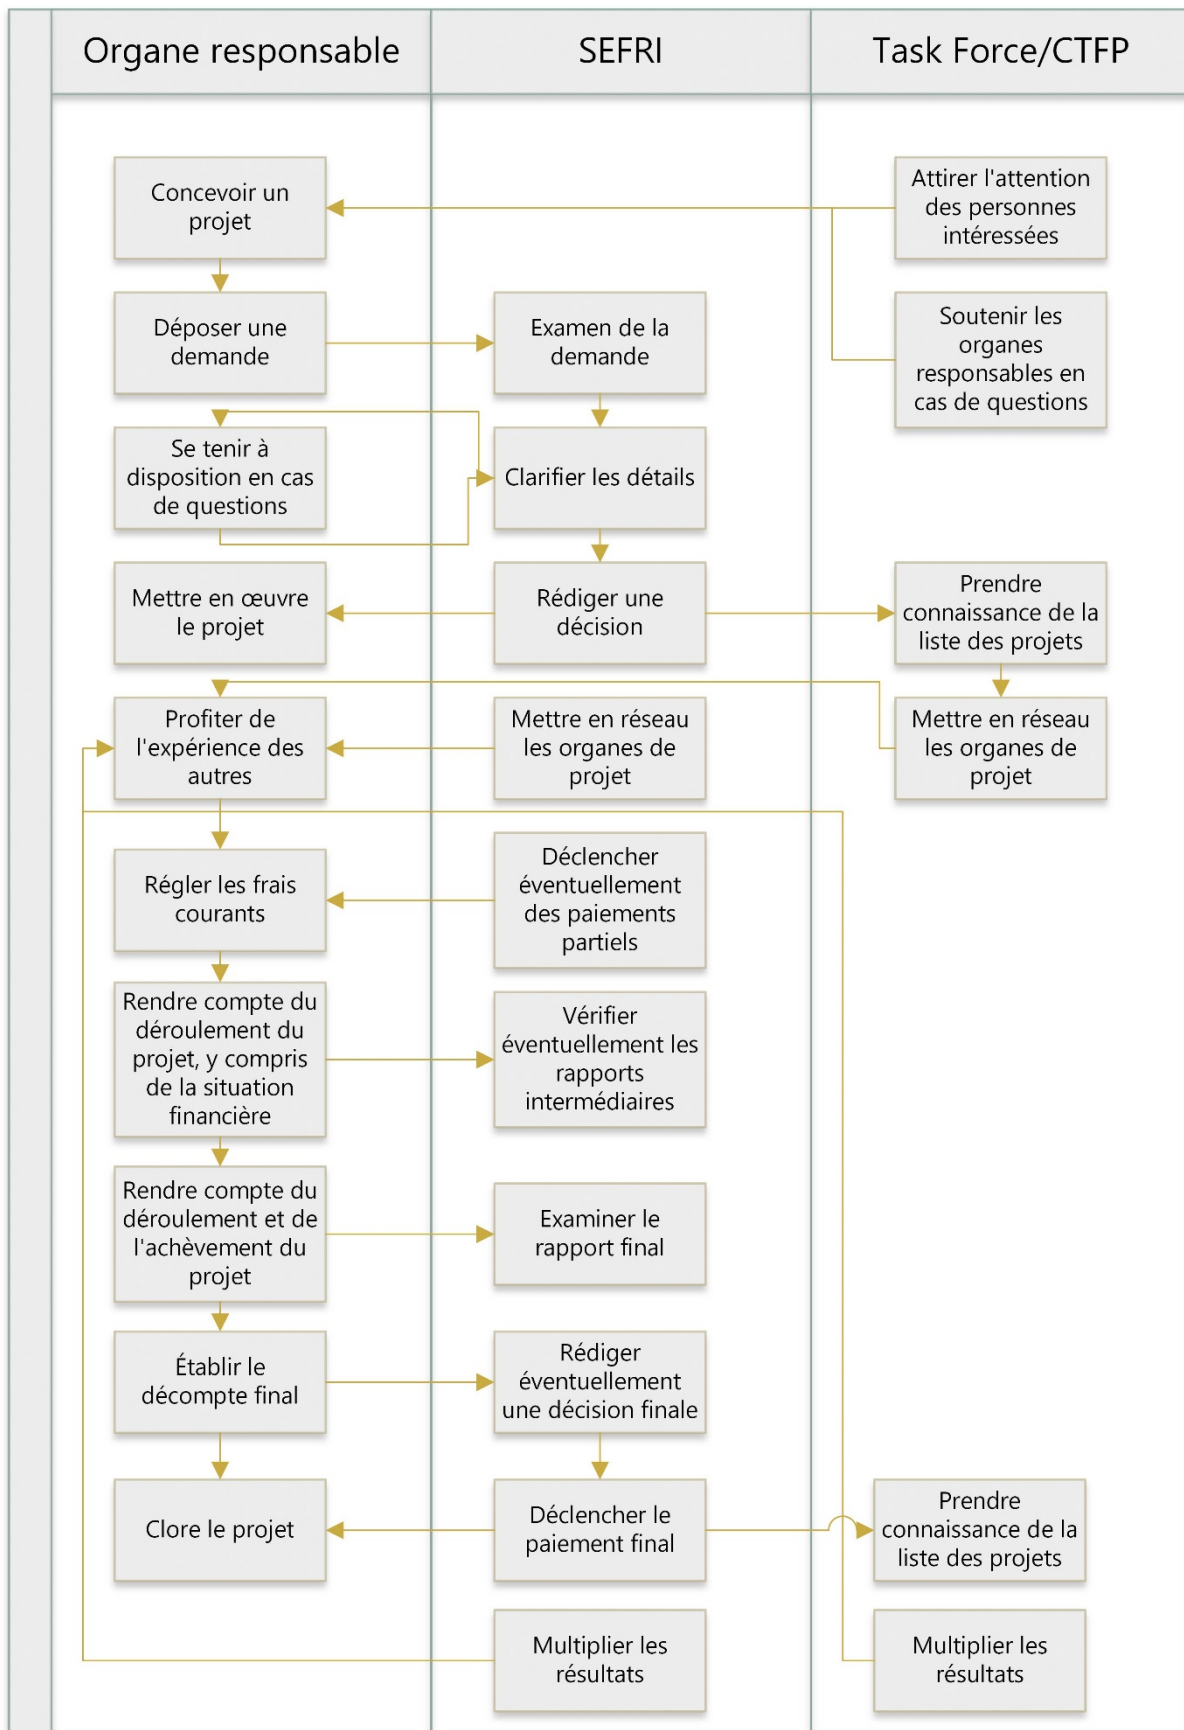 Organe responsable
SEFRI
Task Force/CTFP
Concevoir un
projet
Attirer l'attention
des personnes
intéressées
Déposer une
demande
Examen de la
demande
Soutenir les
organes
responsables en
cas de questions
Se tenir à
disposition en cas
de questions
Clarifier les détails
Mettre en œuvre
le projet
Rédiger une
décision
Prendre
connaissance de la
liste des projets
Profiter de
l'expérience des
autres
Mettre en réseau
les organes de
projet
Mettre en réseau
les organes de
projet
Régler les frais
courants
Déclencher
éventuellement
des paiements
partiels
Rendre compte du
déroulement du
projet, y compris
de la situation
financière
Vérifier
éventuellement les
rapports
intermédiaires
Rendre compte du
déroulement et de
l'achèvement du
projet
Examiner le
rapport final
Établir le
décompte final
Rédiger
éventuellement
une décision finale
Clore le projet
Déclencher le
paiement final
Prendre
connaissance de la
liste des projets
Multiplier les
résultats
Multiplier les
résultats